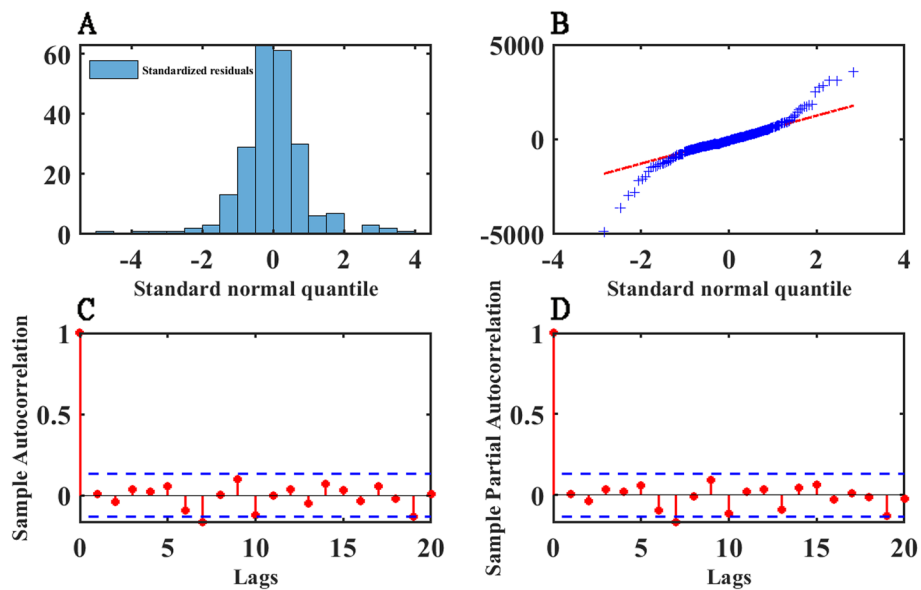 A
60
40
20
0
Standardized residuals
-4 -2 0 2 4
Standard normal quantile
B
5000
0
-5000
-4 -2 0 2 4
Standard normal quantile
C
Sample Autocorrelation
1
0.5
0
0 5 10 15 20
Lags
D
Sample Partial Autocorrelation
1
0.5
0
0 5 10 15 20
Lags